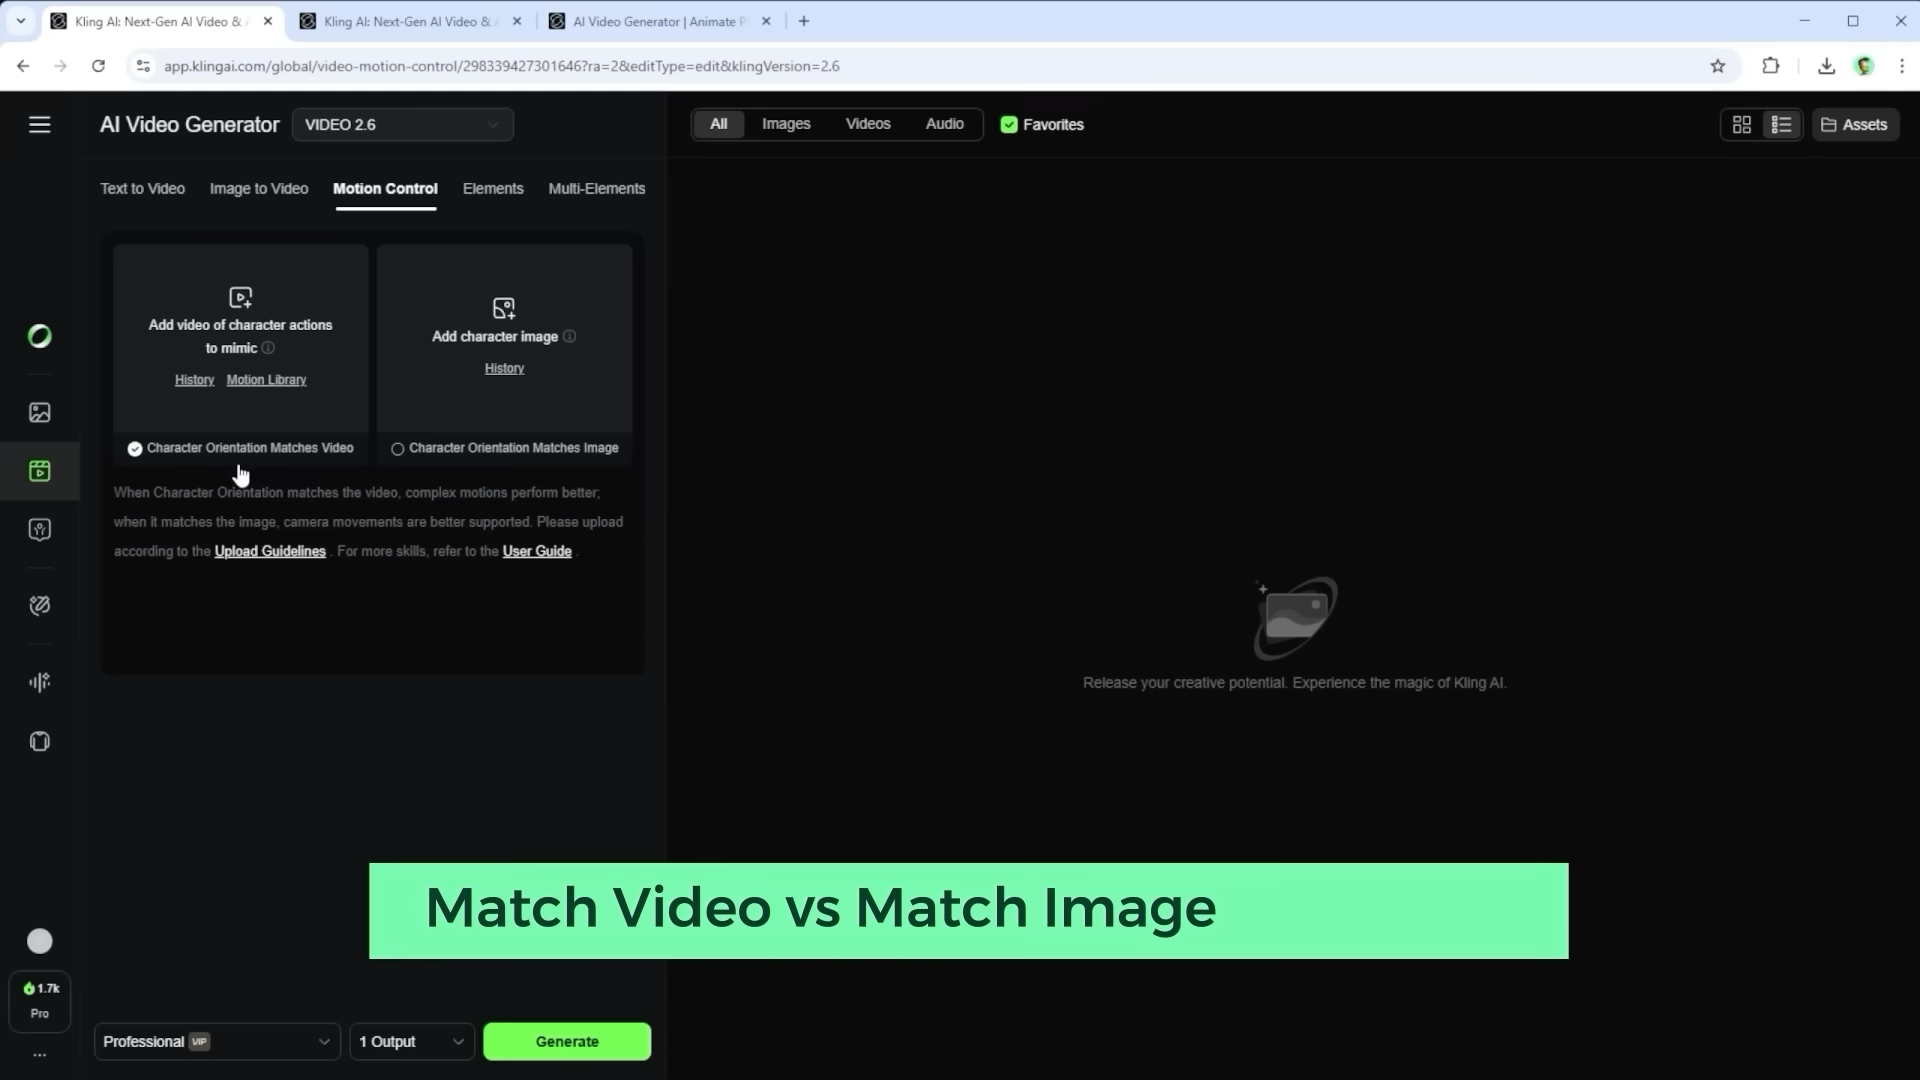 Kling AI: Next-Gen AI Video &
Kling AI: Next-Gen AI Video &
AI Video Generator | Animate
app.klingai.com/global/video-motion-control/298339427301646?ra=2&editType=edit&klingVersion=2.6
AI Video Generator
VIDEO 2.6
All
Images
Videos
Audio
Favorites
Assets
Text to Video
Image to Video
Motion Control
Elements
Multi-Elements
Add video of character actions
to mimic
History
Motion Library
Add character image
History
Character Orientation Matches Video
Character Orientation Matches Image
When Character Orientation matches the video, complex motions perform better;
when it matches the image, camera movements are better supported. Please upload
according to the Upload Guidelines . For more skills, refer to the User Guide .
Release your creative potential. Experience the magic of Kling AI.
Match Video vs Match Image
1.7k
Pro
Professional VIP
1 Output
Generate